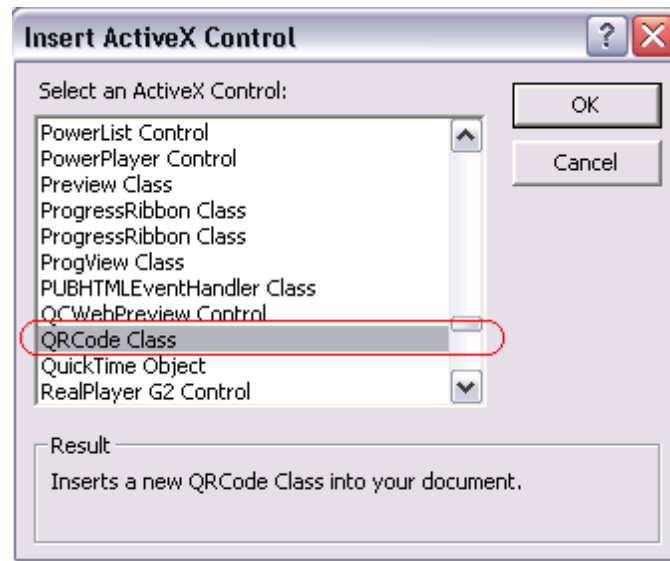 Insert ActiveX Control
Select an ActiveX Control:
OK
Cancel
PowerList Control
PowerPlayer Control
Preview Class
ProgressRibbon Class
ProgressRibbon Class
ProgView Class
PUBHTMLEventHandler Class
QCWebPreview Control
QRCode Class
QuickTime Object
RealPlayer G2 Control
Result
Inserts a new QRCode Class into your document.